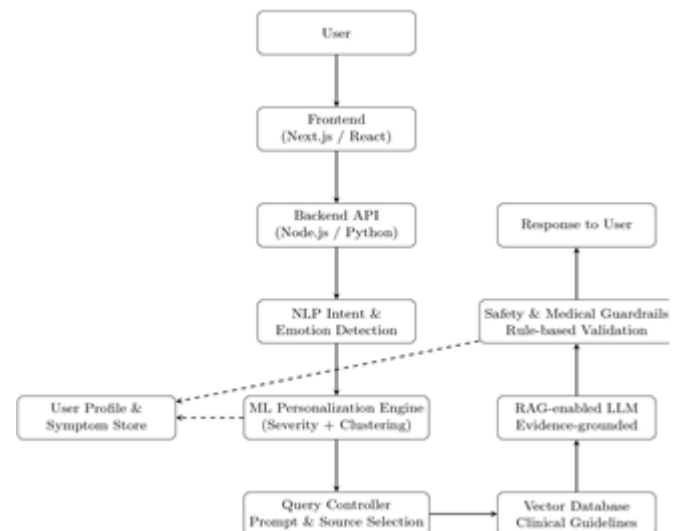 User
Frontend
(Next.js / React)
Backend API
(Node.js / Python)
Response to User
NLP Intent &
Emotion Detection
Safety & Medical Guardrails
Rule-based Validation
User Profile &
Symptom Store
ML Personalization Engine
(Severity + Clustering)
RAG-enabled LLM
Evidence-grounded
Query Controller
Prompt & Source Selection
Vector Database
Clinical Guidelines